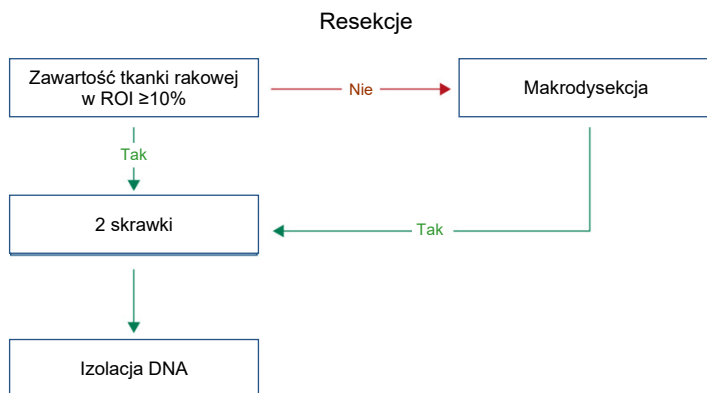 Resekcje
Zawartość tkanki rakowej
w ROI ≥10%
Nie
Makrodysekcja
Tak
2 skrawki
Tak
Izolacja DNA